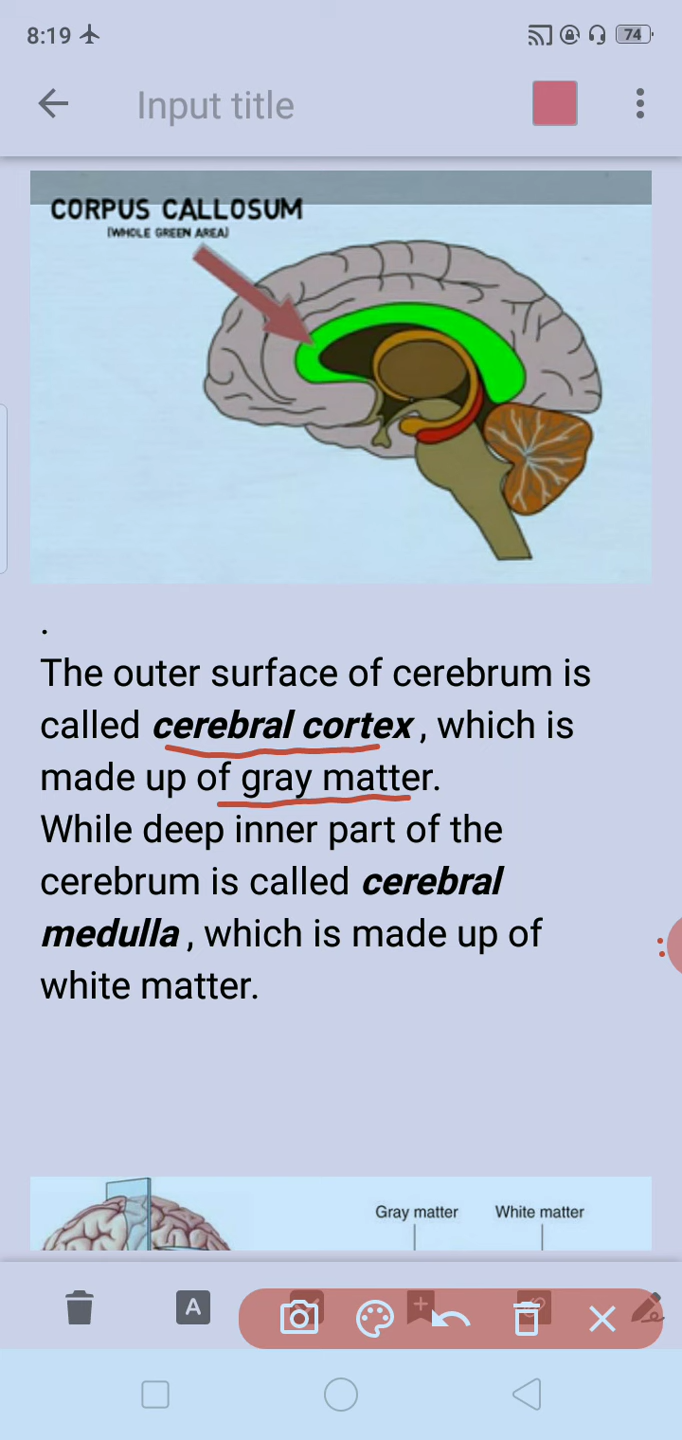 8:19
74
Input title
CORPUS CALLOSUM
(WHOLE GREEN AREA)
.
The outer surface of cerebrum is
called cerebral cortex , which is
made up of gray matter.
While deep inner part of the
cerebrum is called cerebral
medulla , which is made up of
white matter.
Gray matter White matter
A